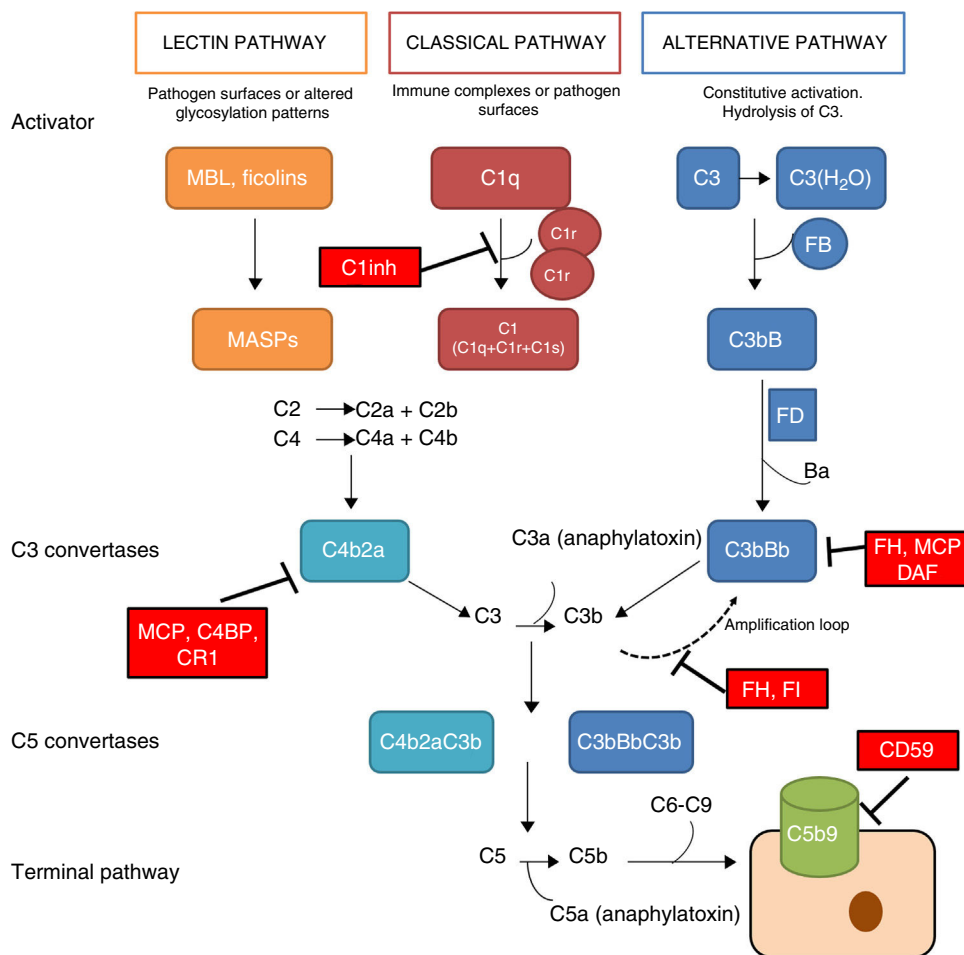 LECTIN PATHWAY
CLASSICAL PATHWAY
ALTERNATIVE PATHWAY
Pathogen surfaces or altered
glycosylation patterns
Immune complexes or pathogen
surfaces
Constitutive activation.
Hydrolysis of C3.
Activator
MBL, ficolins
C1q
C3
C3(H₂O)
C1r
C1r
FB
C1inh
MASPs
C1
(C1q+C1r+C1s)
C3bB
C2 C2a + C2b
C4 C4a + C4b
FD
Ba
C3 convertases
C4b2a
C3a (anaphylatoxin)
C3bBb
FH, MCP
DAF
C3
C3b
Amplification loop
MCP, C4BP,
CR1
FH, FI
C5 convertases
C4b2aC3b
C3bBbC3b
CD59
C6-C9
C5b9
Terminal pathway
C5
C5b
C5a (anaphylatoxin)